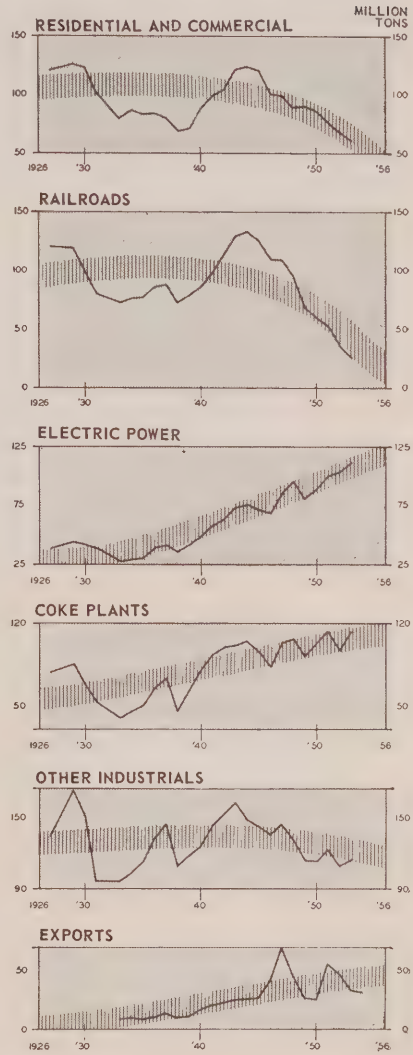 MILLION
TONS
RESIDENTIAL AND COMMERCIAL
150 150
100 100
50 50
1926 '30 '40 '50 '56
RAILROADS
150 150
100 100
50 50
0 0
1926 '30 '40 '50 '56
ELECTRIC POWER
125 125
75 75
25 25
1926 '30 '40 '50 '56
COKE PLANTS
120 120
50 50
1926 '30 '40 '50 '56
OTHER INDUSTRIALS
150 150
90 90
1926 '30 '40 '50 '56
EXPORTS
50 50
0 0
1926 '30 '40 '50 '56